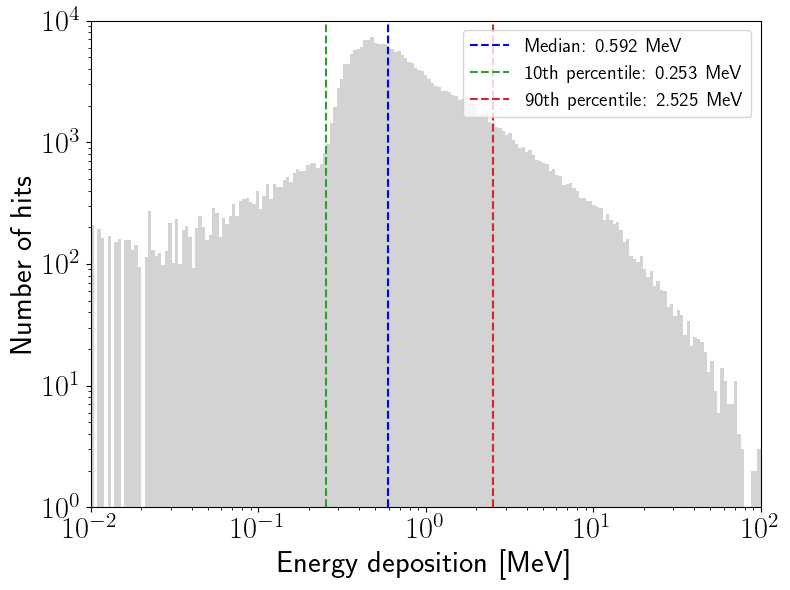 10^4
10^3
10^2
10^1
10^0
Number of hits
Median: 0.592 MeV
10th percentile: 0.253 MeV
90th percentile: 2.525 MeV
10^−2 10^−1 10^0 10^1 10^2
Energy deposition [MeV]